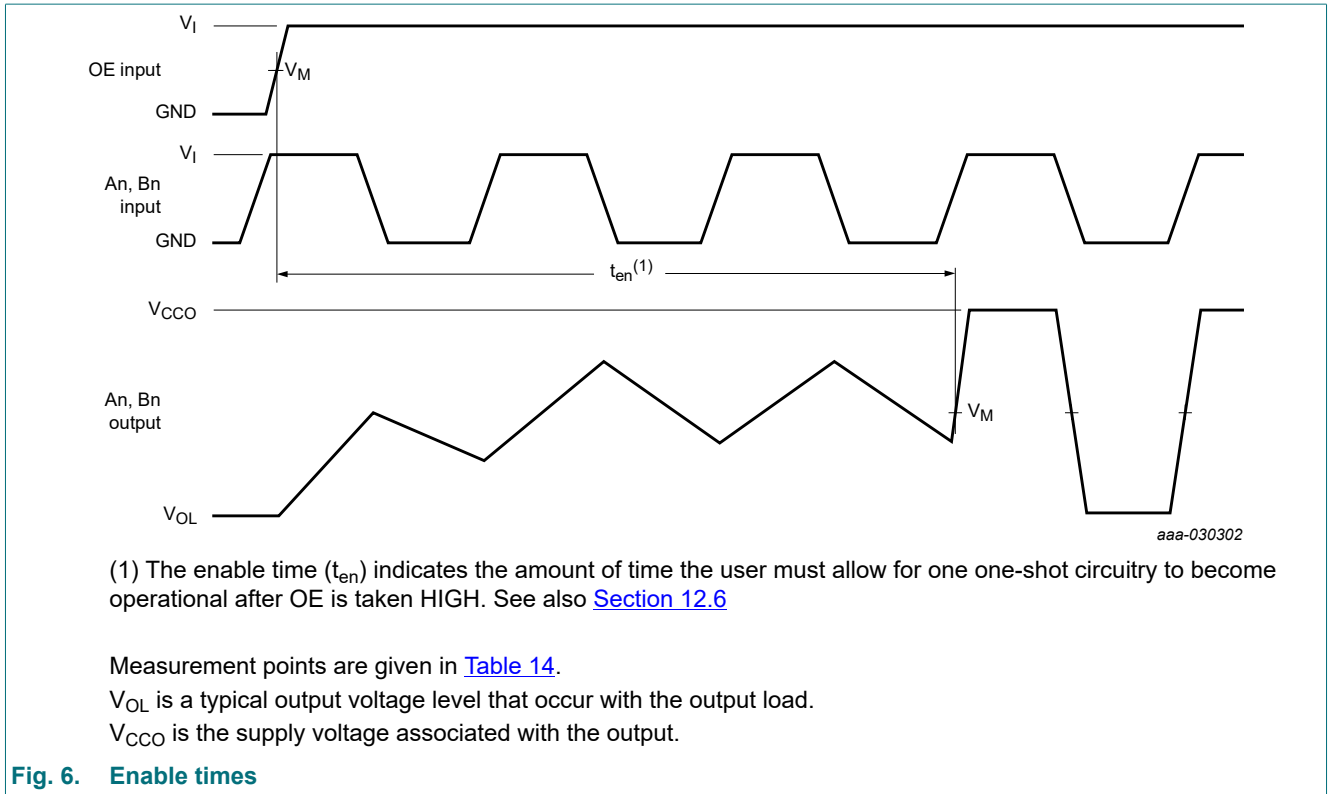 V_I
OE input
V_M
GND
V_I
An, Bn
input
GND
t_en(1)
V_CCO
An, Bn
output
V_M
V_OL
aaa-030302
(1) The enable time (t_en) indicates the amount of time the user must allow for one one-shot circuitry to become
operational after OE is taken HIGH. See also Section 12.6
Measurement points are given in Table 14.
V_OL is a typical output voltage level that occur with the output load.
V_CCO is the supply voltage associated with the output.
Fig. 6. Enable times